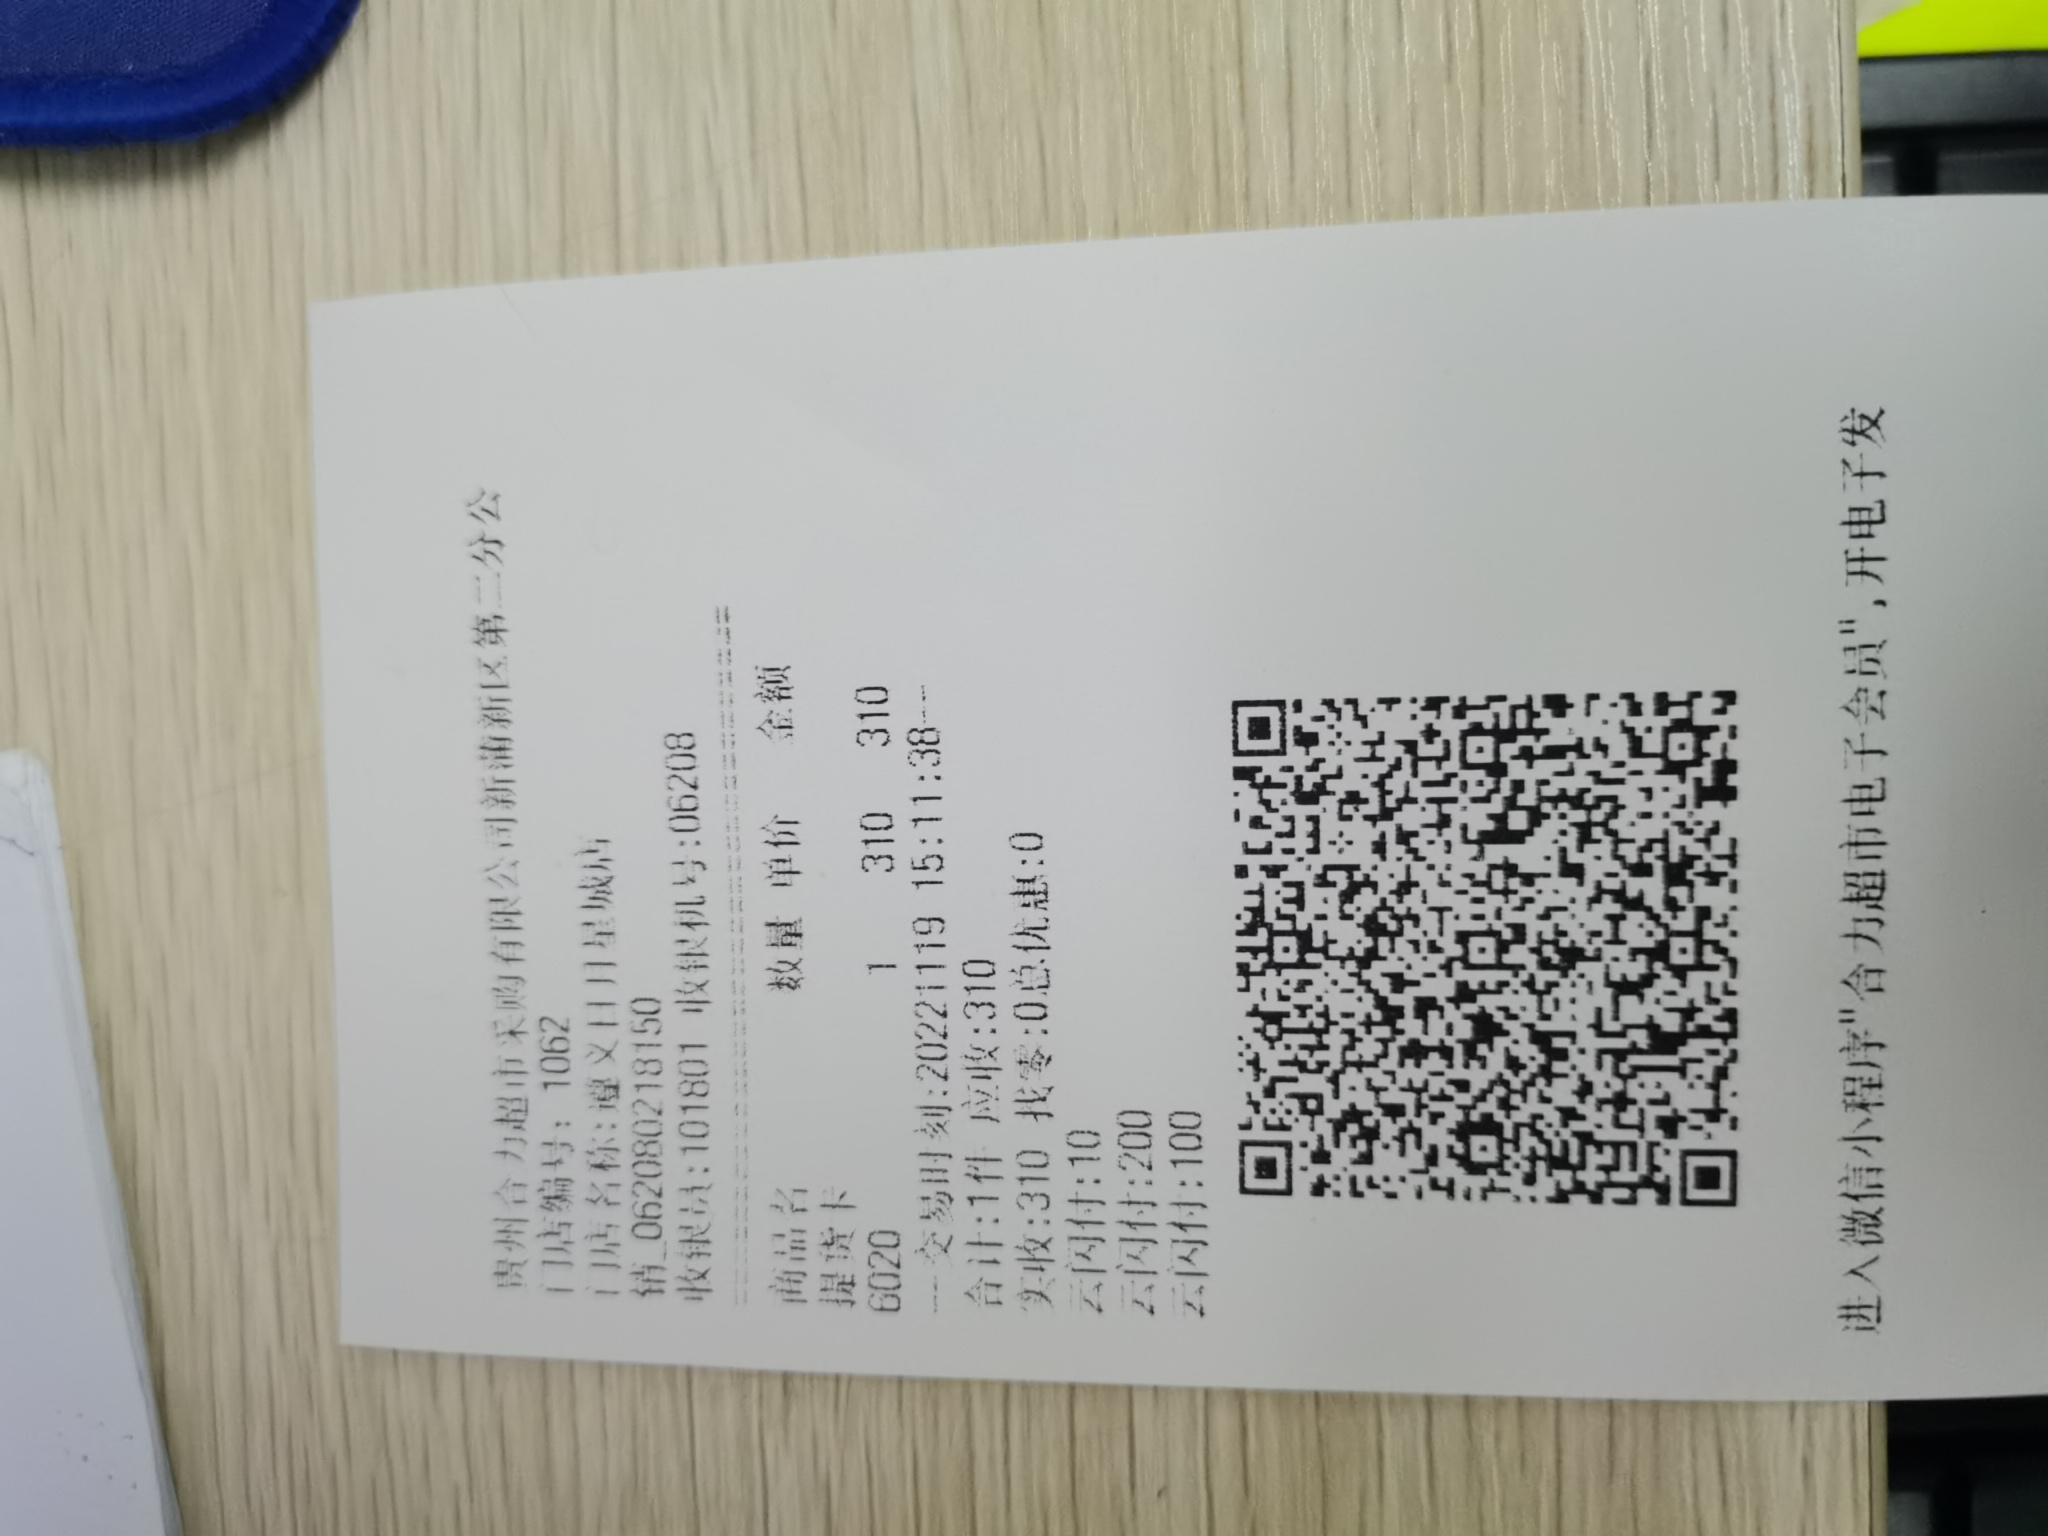 贵州合力超市采购有限公司新蒲新区第二分公
门店编号: 1062
门店名称:遵义日月星城店
销_062080218150
收银员:101801 收银机号:06208
商品名 数量 单价 金额
提货卡
6020 1 310 310
---交易时刻:20221119 15:11:38---
合计:1件 应收:310
实收:310 找零:0总优惠:0
云闪付:10
云闪付:200
云闪付:100
进入微信小程序"合力超市电子会员",开电子发